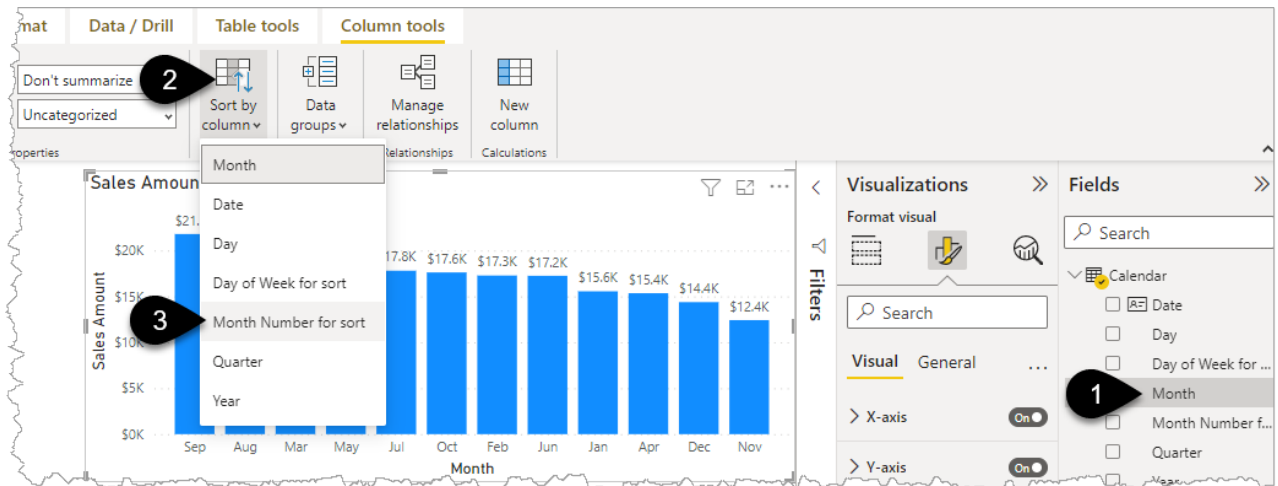 mat Data / Drill Table tools Column tools
Don't summarize
2
Uncategorized
Sort by column
Data groups
Manage relationships
New column
Relationships
Calculations
Month
Date
Day
Day of Week for sort
3
Month Number for sort
Quarter
Year
$21.
17.8K $17.6K $17.3K $17.2K $15.6K $15.4K $14.4K $12.4K
$20K
$15K
$10K
$5K
$0K
Sales Amount
Sep Aug Mar May Jul Oct Feb Jun Jan Apr Dec Nov
Month
Filters
Visualizations
Format visual
Search
Visual General ...
X-axis On
Y-axis On
Fields
Search
Calendar
Date
Day
Day of Week for ...
1
Month
Month Number f...
Quarter
Year